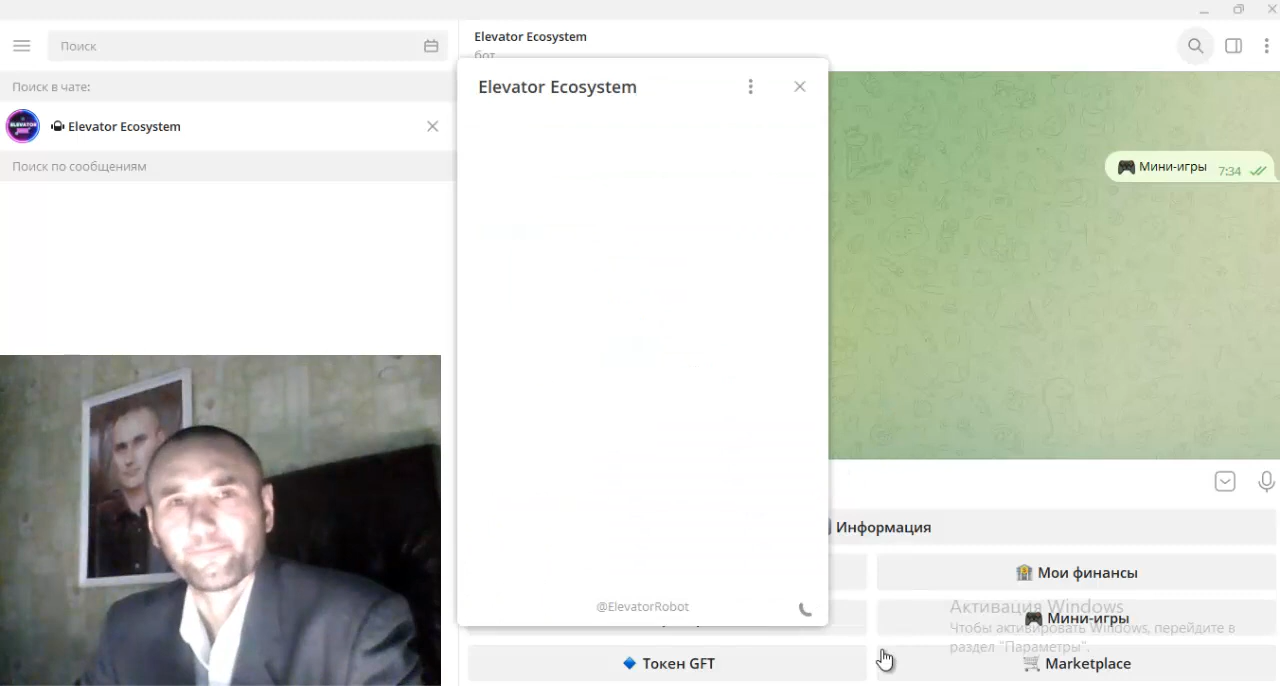 Поиск
Поиск в чате:
ELEVATOR
Elevator Ecosystem
Поиск по сообщениям
Elevator Ecosystem
бот
Elevator Ecosystem
@ElevatorRobot
Мини-игры
7:34
Информация
Мои финансы
Мини-игры
Токен GFT
Marketplace
Активация Windows
Чтобы активировать Windows, перейдите в
раздел "Параметры".